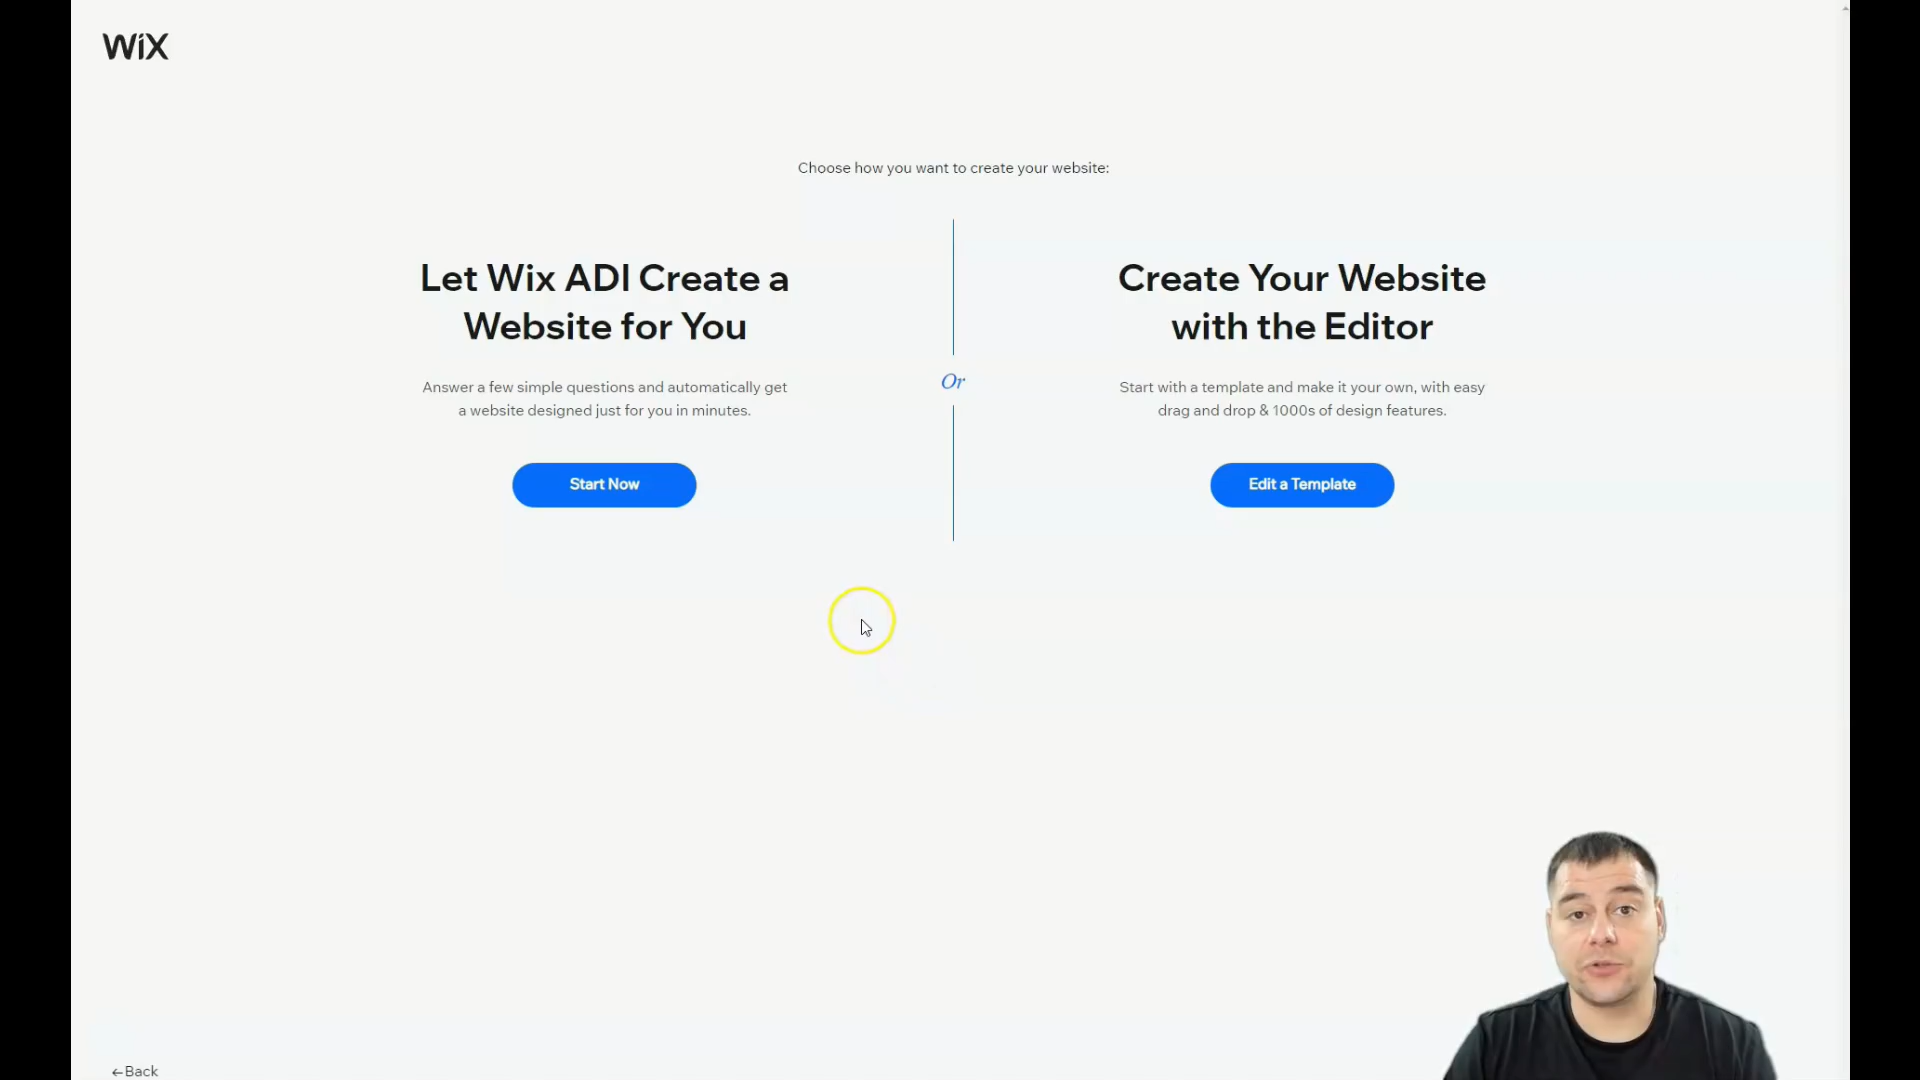 WiX
Choose how you want to create your website:
Let Wix ADI Create a
Website for You
Answer a few simple questions and automatically get
a website designed just for you in minutes.
Start Now
Or
Create Your Website
with the Editor
Start with a template and make it your own, with easy
drag and drop & 1000s of design features.
Edit a Template
←Back